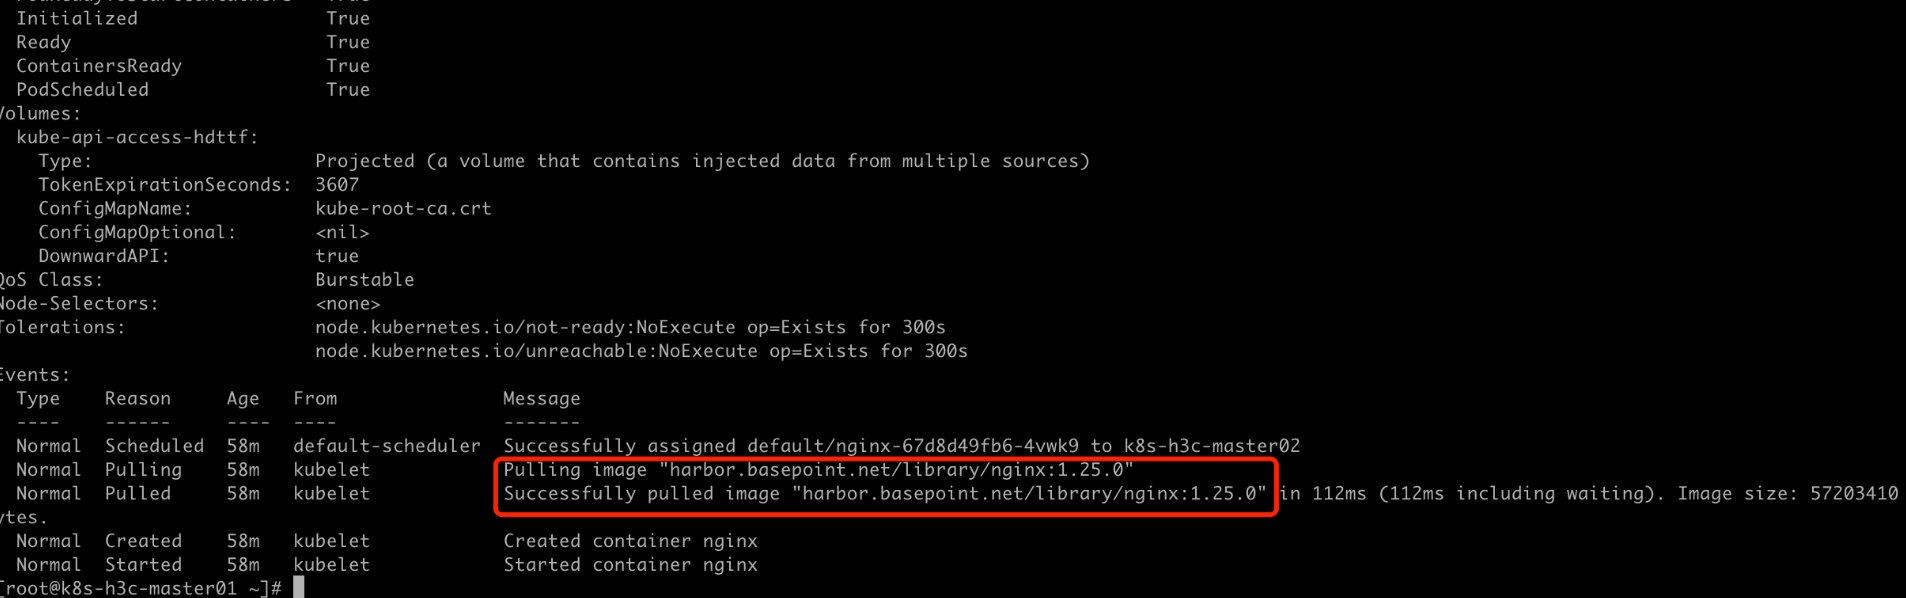 Initialized True
Ready True
ContainersReady True
PodScheduled True
Volumes:
kube-api-access-hdttf:
Type: Projected (a volume that contains injected data from multiple sources)
TokenExpirationSeconds: 3607
ConfigMapName: kube-root-ca.crt
ConfigMapOptional: <nil>
DownwardAPI: true
QoS Class: Burstable
Node-Selectors: <none>
Tolerations: node.kubernetes.io/not-ready:NoExecute op=Exists for 300s
node.kubernetes.io/unreachable:NoExecute op=Exists for 300s
Events:
Type Reason Age From Message
---- ------ ---- ---- -------
Normal Scheduled 58m default-scheduler Successfully assigned default/nginx-67d8d49fb6-4vwk9 to k8s-h3c-master02
Normal Pulling 58m kubelet Pulling image "harbor.basepoint.net/library/nginx:1.25.0"
Normal Pulled 58m kubelet Successfully pulled image "harbor.basepoint.net/library/nginx:1.25.0" in 112ms (112ms including waiting). Image size: 57203410
ytes.
Normal Created 58m kubelet Created container nginx
Normal Started 58m kubelet Started container nginx
[root@k8s-h3c-master01 ~]#